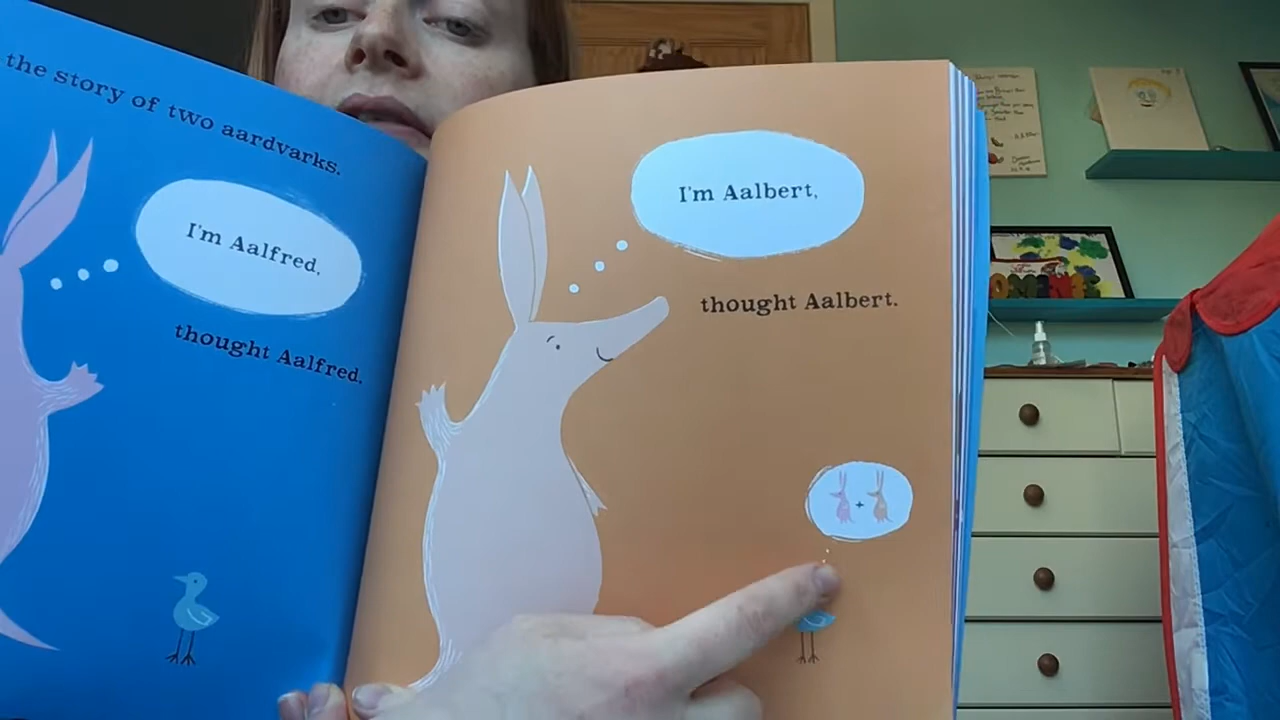 the story of two aardvarks.
I'm Aalfred,
thought Aalfred.
I'm Aalbert,
thought Aalbert.